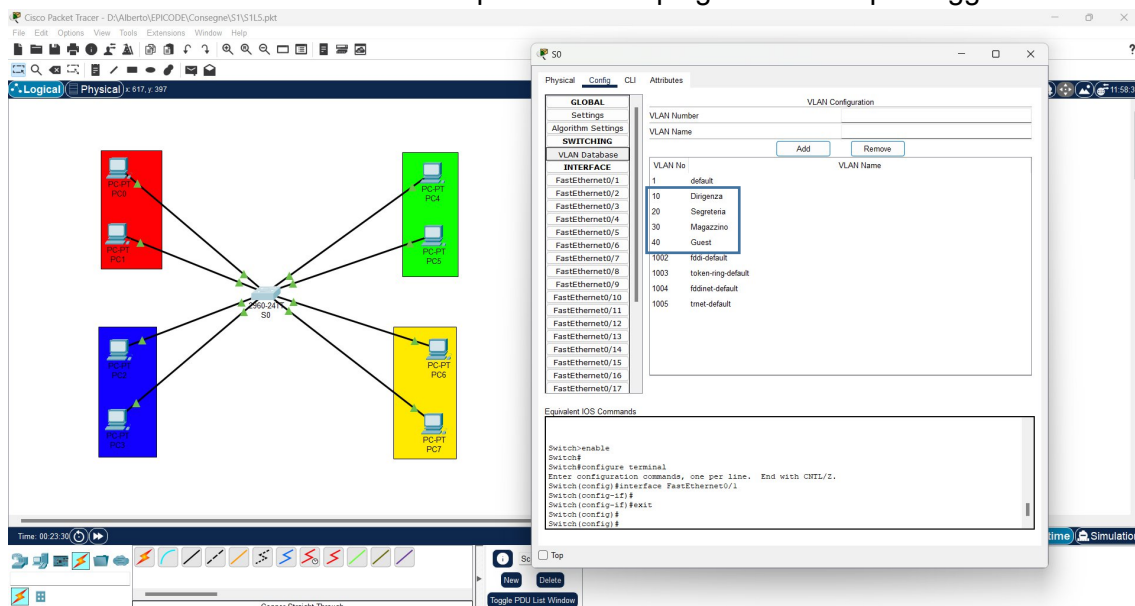 Cisco Packet Tracer - D:\Alberto\EPICODE\Consegne\S1\S1L5.pkt
File Edit Options View Tools Extensions Window Help
Logical Physical x: 617, y: 397
11:58:3
PC-PT
PC0
PC-PT
PC1
PC-PT
PC4
PC-PT
PC5
S0
PC-PT
PC-PT
PC6
PC-PT
PC7
S0
Physical Config CLI Attributes
GLOBAL
Settings
Algorithm Settings
SWITCHING
VLAN Database
INTERFACE
FastEthernet0/1
FastEthernet0/2
FastEthernet0/3
FastEthernet0/4
FastEthernet0/5
FastEthernet0/6
FastEthernet0/7
FastEthernet0/8
FastEthernet0/9
FastEthernet0/10
FastEthernet0/11
FastEthernet0/12
FastEthernet0/13
FastEthernet0/14
FastEthernet0/15
FastEthernet0/16
FastEthernet0/17
VLAN Configuration
VLAN Number
VLAN Name
Add Remove
VLAN No VLAN Name
1 default
10 Dirigenza
20 Segreteria
30 Magazzino
40 Guest
1002 fddi-default
1003 token-ring-default
1004 fddinet-default
1005 trnet-default
Equivalent IOS Commands
Switch>enable
Switch#
Switch#configure terminal
Enter configuration commands, one per line. End with CNTL/Z.
Switch(config)#interface FastEthernet0/1
Switch(config-if)#
Switch(config-if)#exit
Switch(config)#
Switch(config)#
Top
Time: 00:23:30
Simulatio
New Delete
Toggle PDU List Window